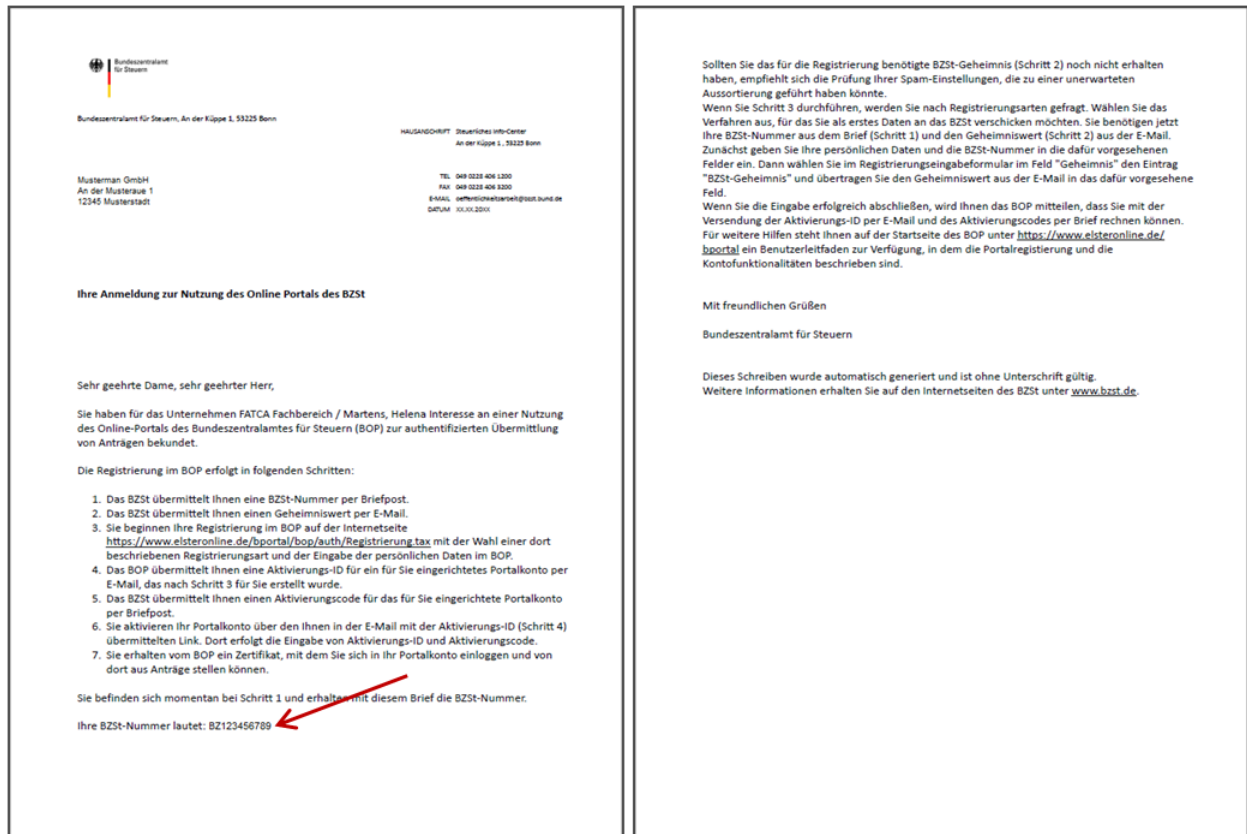 Bundeszentralamt
für Steuern
Bundeszentralamt für Steuern, An der Küppe 1, 53225 Bonn
HAUSANSCHRIFT Steuerliches Info-Center
An der Küppe 1 , 53225 Bonn
Musterman GmbH
An der Musteraue 1
12345 Musterstadt
TEL 049 0228 406 1200
FAX 049 0228 406 3200
E-MAIL oeffentlichkeitsarbeit@bzst.bund.de
DATUM XX.XX.20XX
Ihre Anmeldung zur Nutzung des Online Portals des BZSt
Sehr geehrte Dame, sehr geehrter Herr,
Sie haben für das Unternehmen FATCA Fachbereich / Martens, Helena Interesse an einer Nutzung
des Online-Portals des Bundeszentralamtes für Steuern (BOP) zur authentifizierten Übermittlung
von Anträgen bekundet.
Die Registrierung im BOP erfolgt in folgenden Schritten:
1. Das BZSt übermittelt Ihnen eine BZSt-Nummer per Briefpost.
2. Das BZSt übermittelt Ihnen einen Geheimniswert per E-Mail.
3. Sie beginnen Ihre Registrierung im BOP auf der Internetseite
https://www.elsteronline.de/bportal/bop/auth/Registrierung.tax mit der Wahl einer dort
beschriebenen Registrierungsart und der Eingabe der persönlichen Daten im BOP.
4. Das BOP übermittelt Ihnen eine Aktivierungs-ID für ein für Sie eingerichtetes Portalkonto per
E-Mail, das nach Schritt 3 für Sie erstellt wurde.
5. Das BZSt übermittelt Ihnen einen Aktivierungscode für das für Sie eingerichtete Portalkonto
per Briefpost.
6. Sie aktivieren Ihr Portalkonto über den Ihnen in der E-Mail mit der Aktivierungs-ID (Schritt 4)
übermittelten Link. Dort erfolgt die Eingabe von Aktivierungs-ID und Aktivierungscode.
7. Sie erhalten vom BOP ein Zertifikat, mit dem Sie sich in Ihr Portalkonto einloggen und von
dort aus Anträge stellen können.
Sie befinden sich momentan bei Schritt 1 und erhalten mit diesem Brief die BZSt-Nummer.
Ihre BZSt-Nummer lautet: BZ123456789
Sollten Sie das für die Registrierung benötigte BZSt-Geheimnis (Schritt 2) noch nicht erhalten
haben, empfiehlt sich die Prüfung Ihrer Spam-Einstellungen, die zu einer unerwarteten
Aussortierung geführt haben könnte.
Wenn Sie Schritt 3 durchführen, werden Sie nach Registrierungsarten gefragt. Wählen Sie das
Verfahren aus, für das Sie als erstes Daten an das BZSt verschicken möchten. Sie benötigen jetzt
Ihre BZSt-Nummer aus dem Brief (Schritt 1) und den Geheimniswert (Schritt 2) aus der E-Mail.
Zunächst geben Sie Ihre persönlichen Daten und die BZSt-Nummer in die dafür vorgesehenen
Felder ein. Dann wählen Sie im Registrierungseingabeformular im Feld "Geheimnis" den Eintrag
"BZSt-Geheimnis" und übertragen Sie den Geheimniswert aus der E-Mail in das dafür vorgesehene
Feld.
Wenn Sie die Eingabe erfolgreich abschließen, wird Ihnen das BOP mitteilen, dass Sie mit der
Versendung der Aktivierungs-ID per E-Mail und des Aktivierungscodes per Brief rechnen können.
Für weitere Hilfen steht Ihnen auf der Startseite des BOP unter https://www.elsteronline.de/
bportal ein Benutzerleitfaden zur Verfügung, in dem die Portalregistierung und die
Kontofunktionalitäten beschrieben sind.
Mit freundlichen Grüßen
Bundeszentralamt für Steuern
Dieses Schreiben wurde automatisch generiert und ist ohne Unterschrift gültig.
Weitere Informationen erhalten Sie auf den Internetseiten des BZSt unter www.bzst.de.